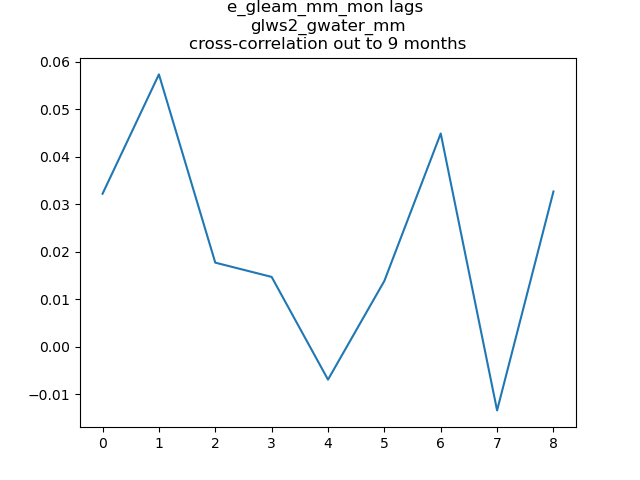 e_gleam_mm_mon lags
glws2_gwater_mm
cross-correlation out to 9 months
0.06
0.05
0.04
0.03
0.02
0.01
0.00
−0.01
0 1 2 3 4 5 6 7 8